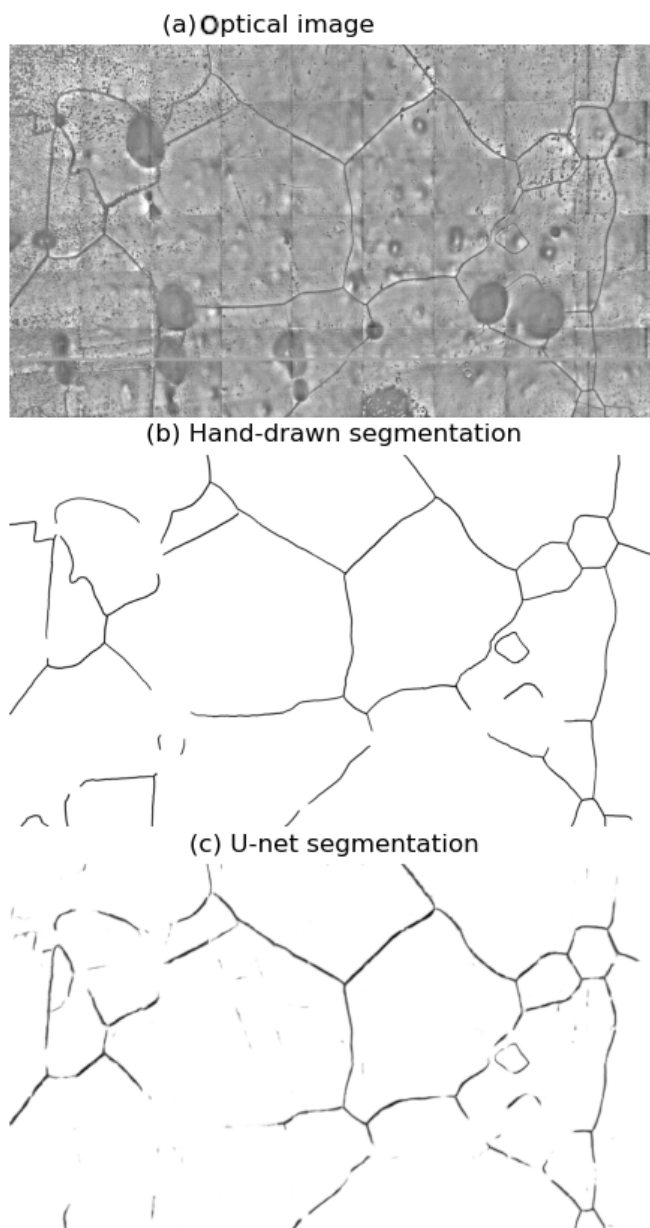 (a) Optical image
(b) Hand-drawn segmentation
(c) U-net segmentation